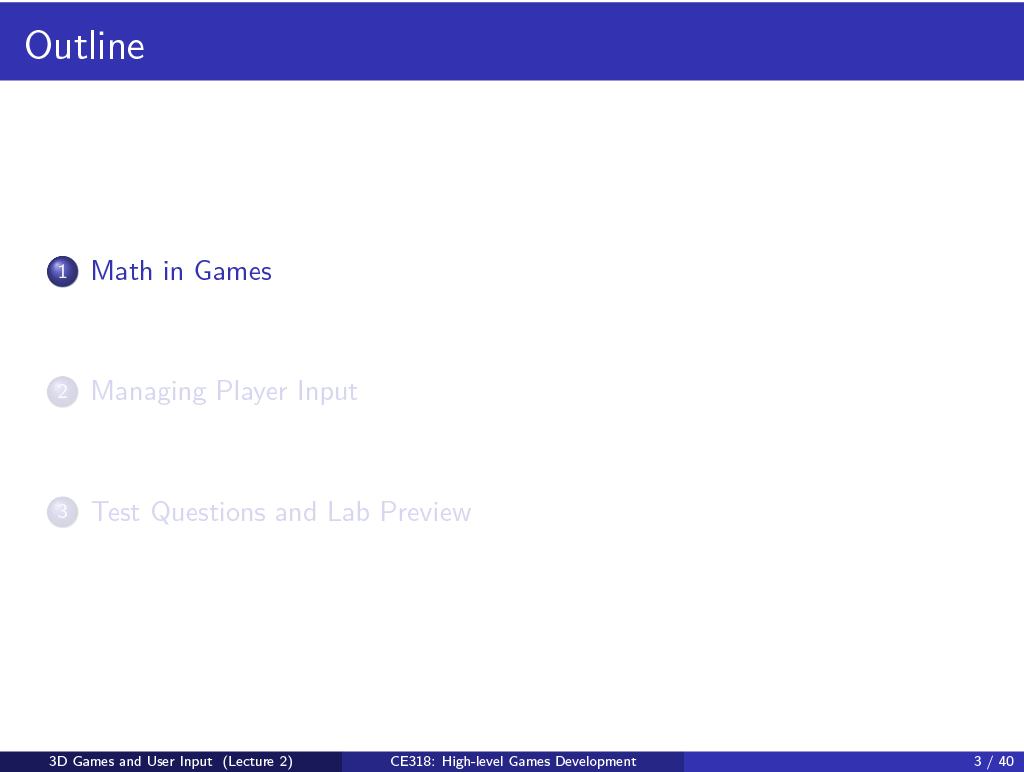 Outline
1 Math in Games
2 Managing Player Input
3 Test Questions and Lab Preview
3D Games and User Input (Lecture 2) CE318: High-level Games Development 3 / 40